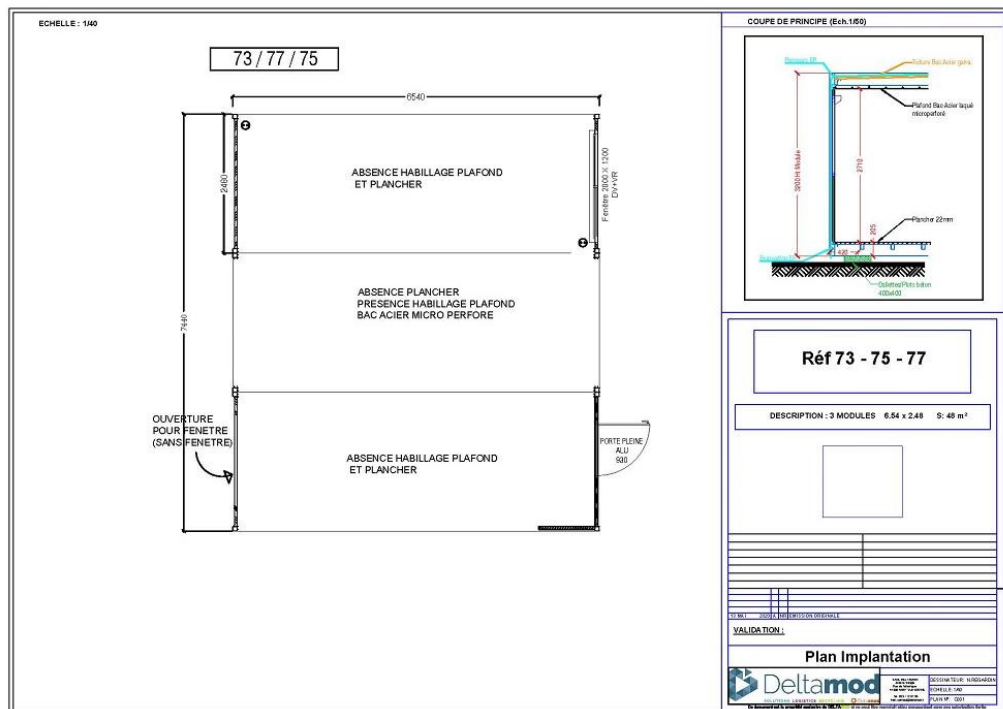 ECHELLE : 1/40
73 / 77 / 75
6540
2480
7440
ABSENCE HABILLAGE PLAFOND
ET PLANCHER
Fenêtre 2000 X 1200
DV+VR
ABSENCE PLANCHER
PRESENCE HABILLAGE PLAFOND
BAC ACIER MICRO PERFORE
OUVERTURE
POUR FENETRE
(SANS FENETRE)
ABSENCE HABILLAGE PLAFOND
ET PLANCHER
PORTE PLEINE
ALU
930
COUPE DE PRINCIPE (Ech.1/50)
Toiture Bac Acier galva.
Plafond Bac Acier laqué
microperforé
3200 Ht Module
2710
Plancher 22mm
205
420
Dallettes/Plots béton
400x400
Réf 73 - 75 - 77
DESCRIPTION : 3 MODULES 6.54 x 2.48 S: 48 m²
VALIDATION :
Plan Implantation
Deltamod
ECHELLE: 1/40